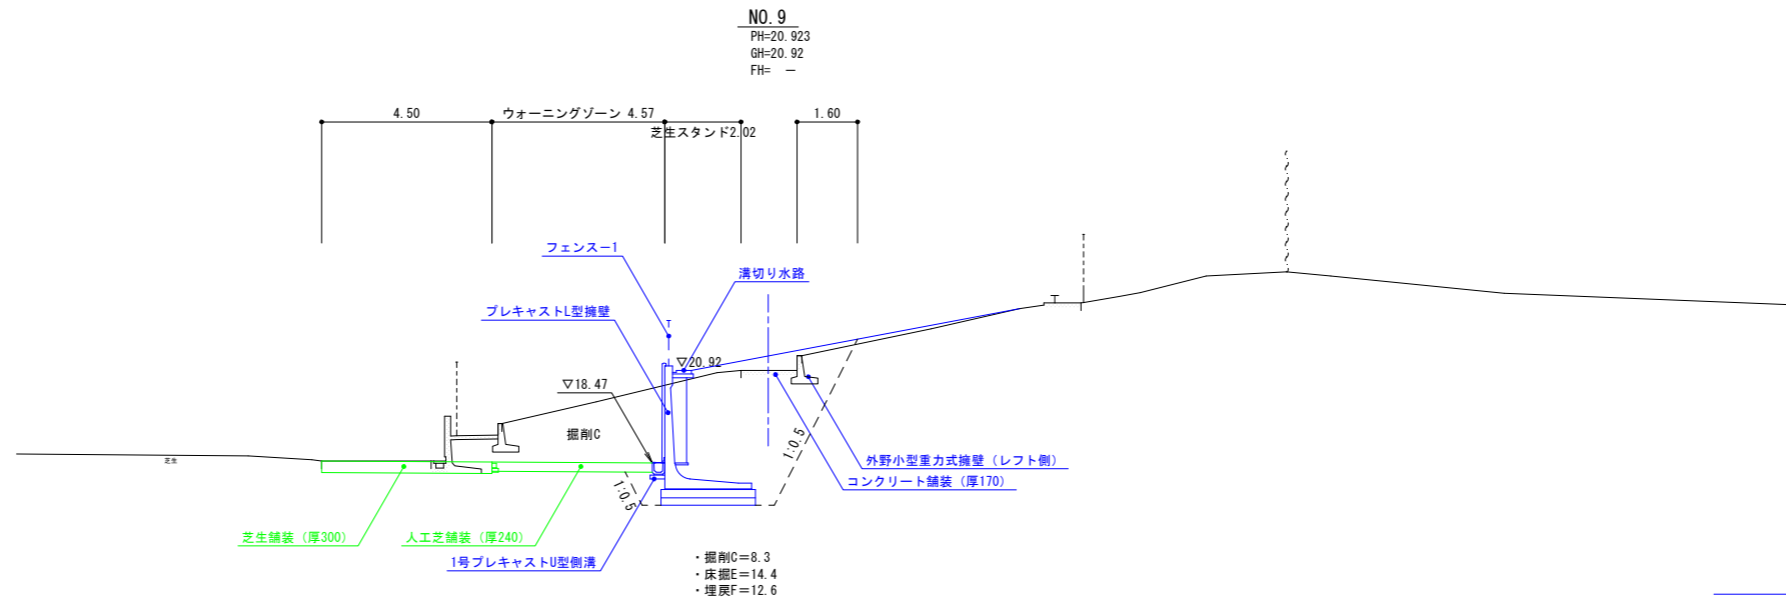 NO.9
PH=20.923
GH=20.92
FH= －
4.50
ウォーニングゾーン 4.57
1.60
芝生スタンド2.02
フェンスー1
溝切り水路
プレキャストL型擁壁
▽20.92
▽18.47
掘削C
芝生
1:0.5
1:0.5
外野小型重力式擁壁（レフト側）
コンクリート舗装（厚170）
芝生舗装（厚300）
人工芝舗装（厚240）
1号プレキャストU型側溝
・掘削C＝8.3
・床掘E＝14.4
・埋戻F＝12.6